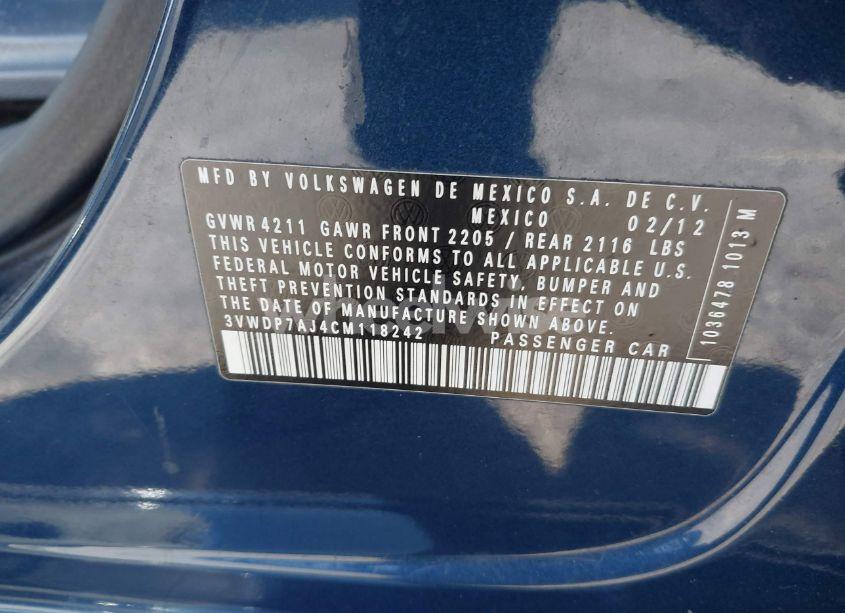 MFD BY VOLKSWAGEN DE MEXICO S.A. DE C.V.
MEXICO 02/12
GVWR 4211 GAWR FRONT 2205 / REAR 2116 LBS
THIS VEHICLE CONFORMS TO ALL APPLICABLE U.S.
FEDERAL MOTOR VEHICLE SAFETY, BUMPER AND
THEFT PREVENTION STANDARDS IN EFFECT ON
THE DATE OF MANUFACTURE SHOWN ABOVE.
3VWDP7AJ4CM118242 PASSENGER CAR
1036478 1013 M